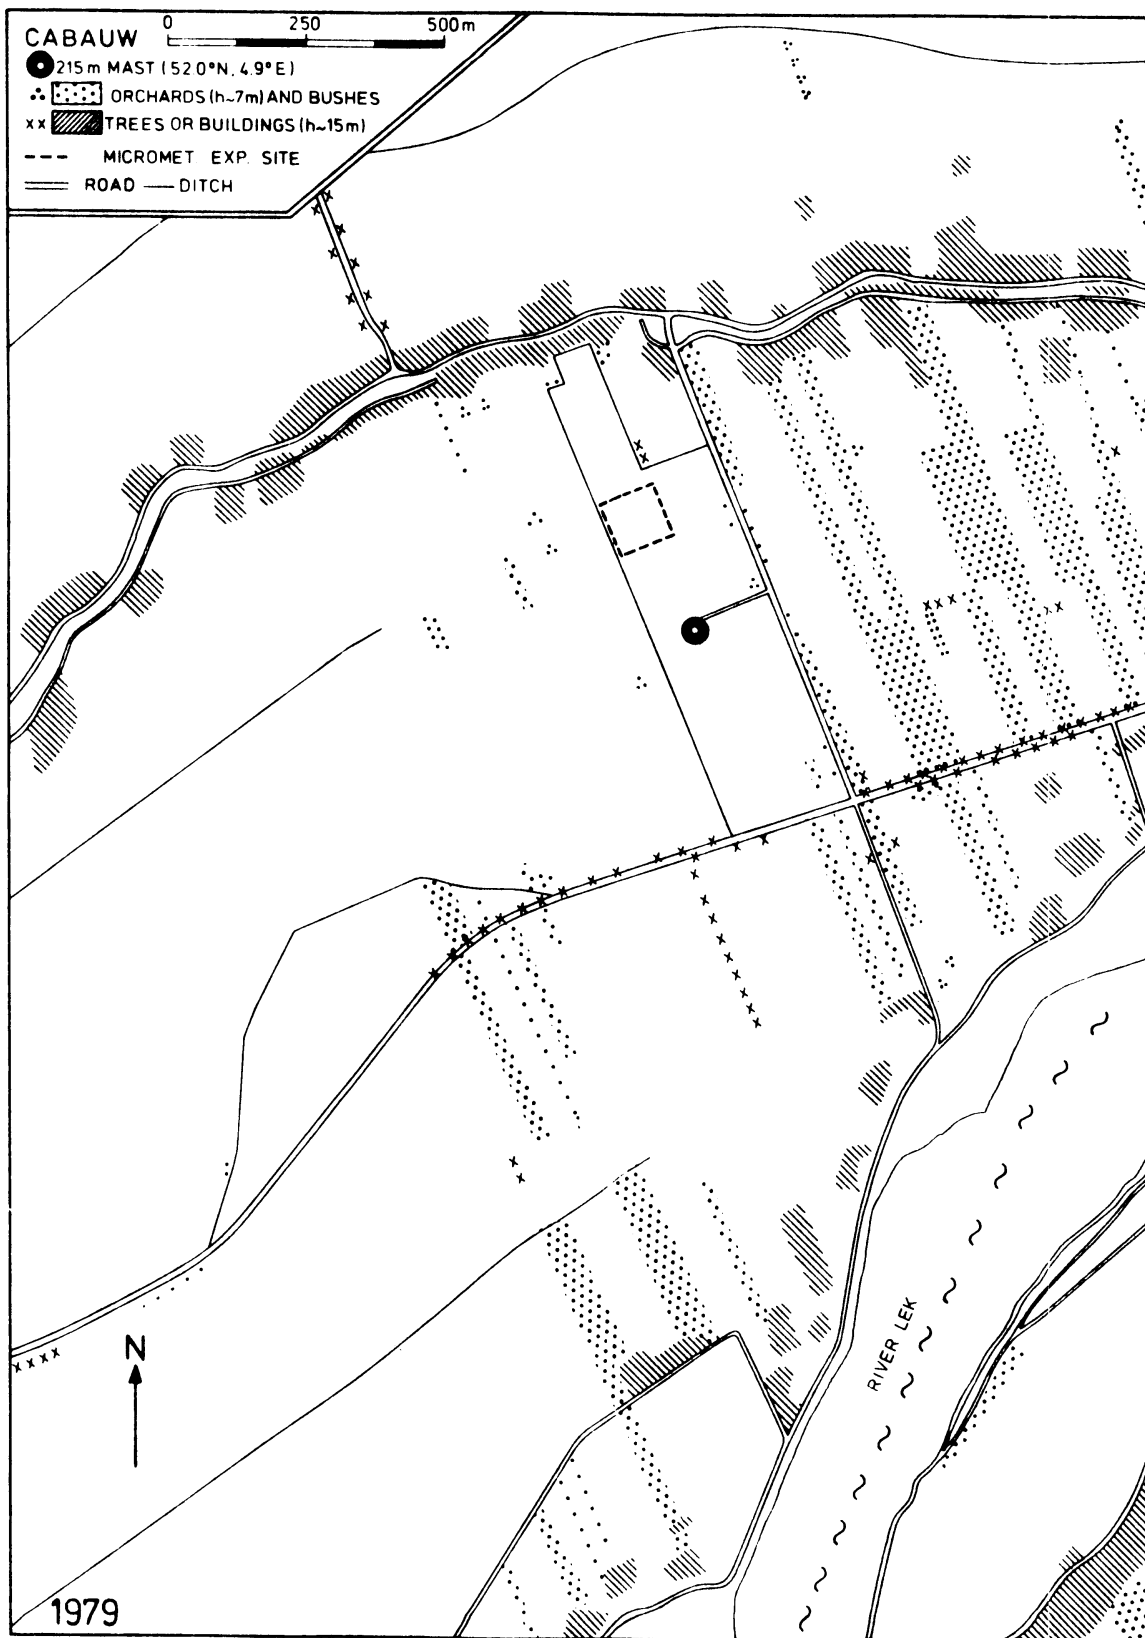 CABAUW
0 250 500m
215m MAST (52.0°N, 4.9°E)
ORCHARDS (h~7m) AND BUSHES
xx TREES OR BUILDINGS (h~15m)
MICROMET EXP. SITE
ROAD — DITCH
RIVER LEK
N
1979